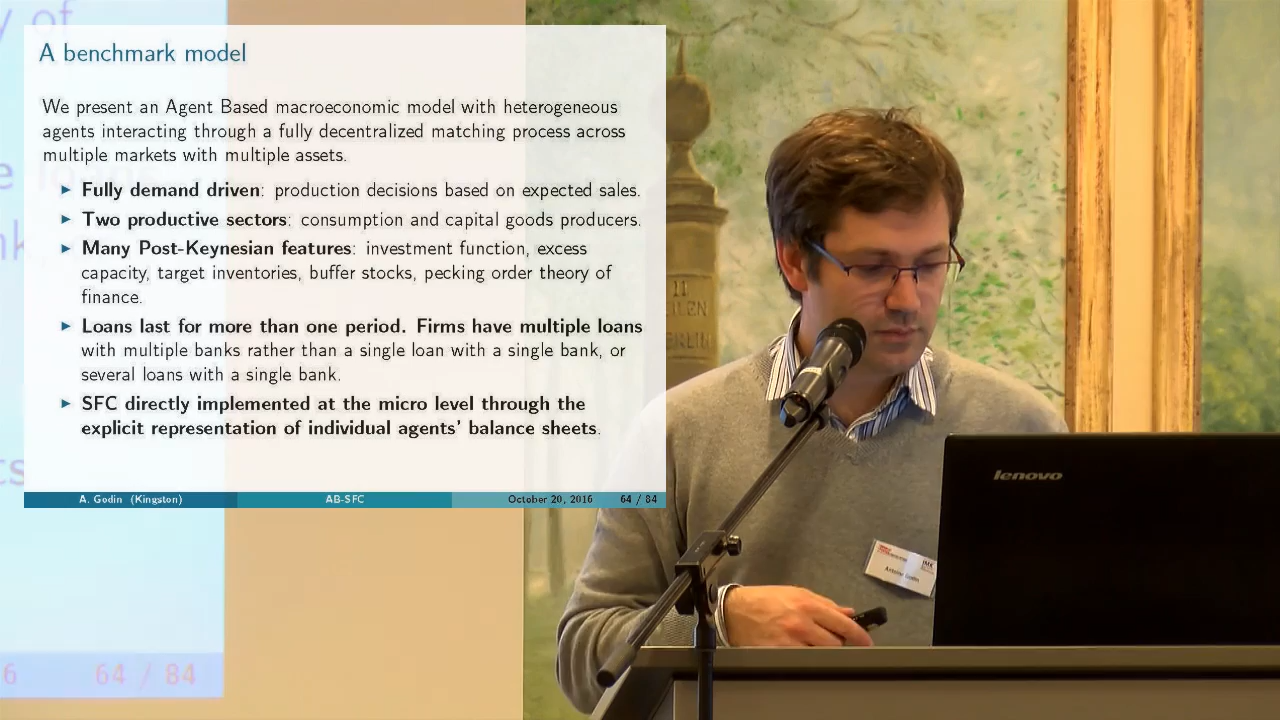 A benchmark model
We present an Agent Based macroeconomic model with heterogeneous
agents interacting through a fully decentralized matching process across
multiple markets with multiple assets.
▶ Fully demand driven: production decisions based on expected sales.
▶ Two productive sectors: consumption and capital goods producers.
▶ Many Post-Keynesian features: investment function, excess
capacity, target inventories, buffer stocks, pecking order theory of
finance.
▶ Loans last for more than one period. Firms have multiple loans
with multiple banks rather than a single loan with a single bank, or
several loans with a single bank.
▶ SFC directly implemented at the micro level through the
explicit representation of individual agents' balance sheets.
A. Godin (Kingston) AB-SFC October 20, 2016 64 / 84
6 64 / 84
lenovo
IMK
Antoine Godin